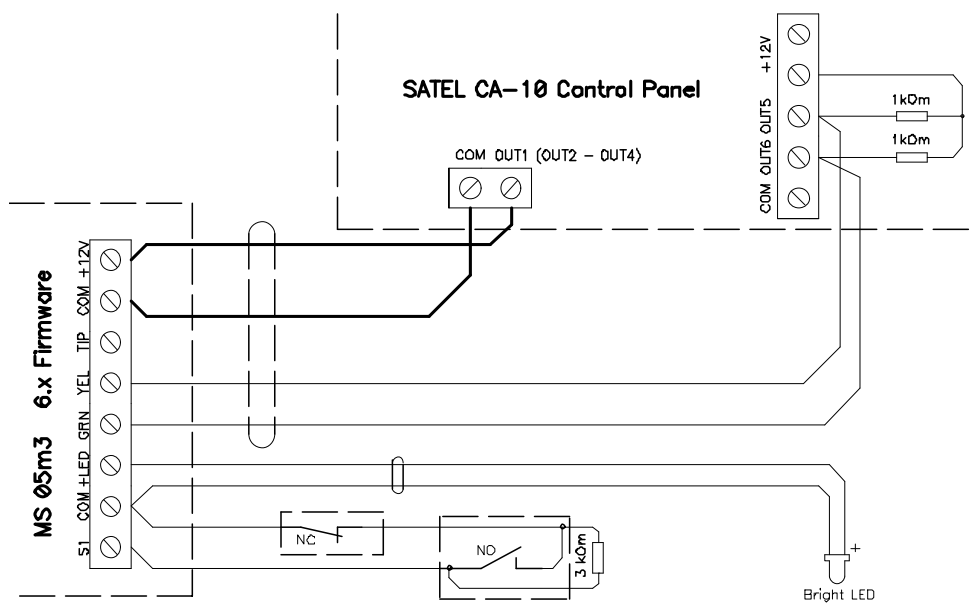 SATEL CA-10 Control Panel
COM OUT1 (OUT2 - OUT4)
+12V
OUT5
OUT6
COM
1kOm
1kOm
MS 05m3 6.x Firmware
+12V
COM
TIP
YEL
GRN
+LED
COM
S1
NC
NO
3 kOm
+
Bright LED